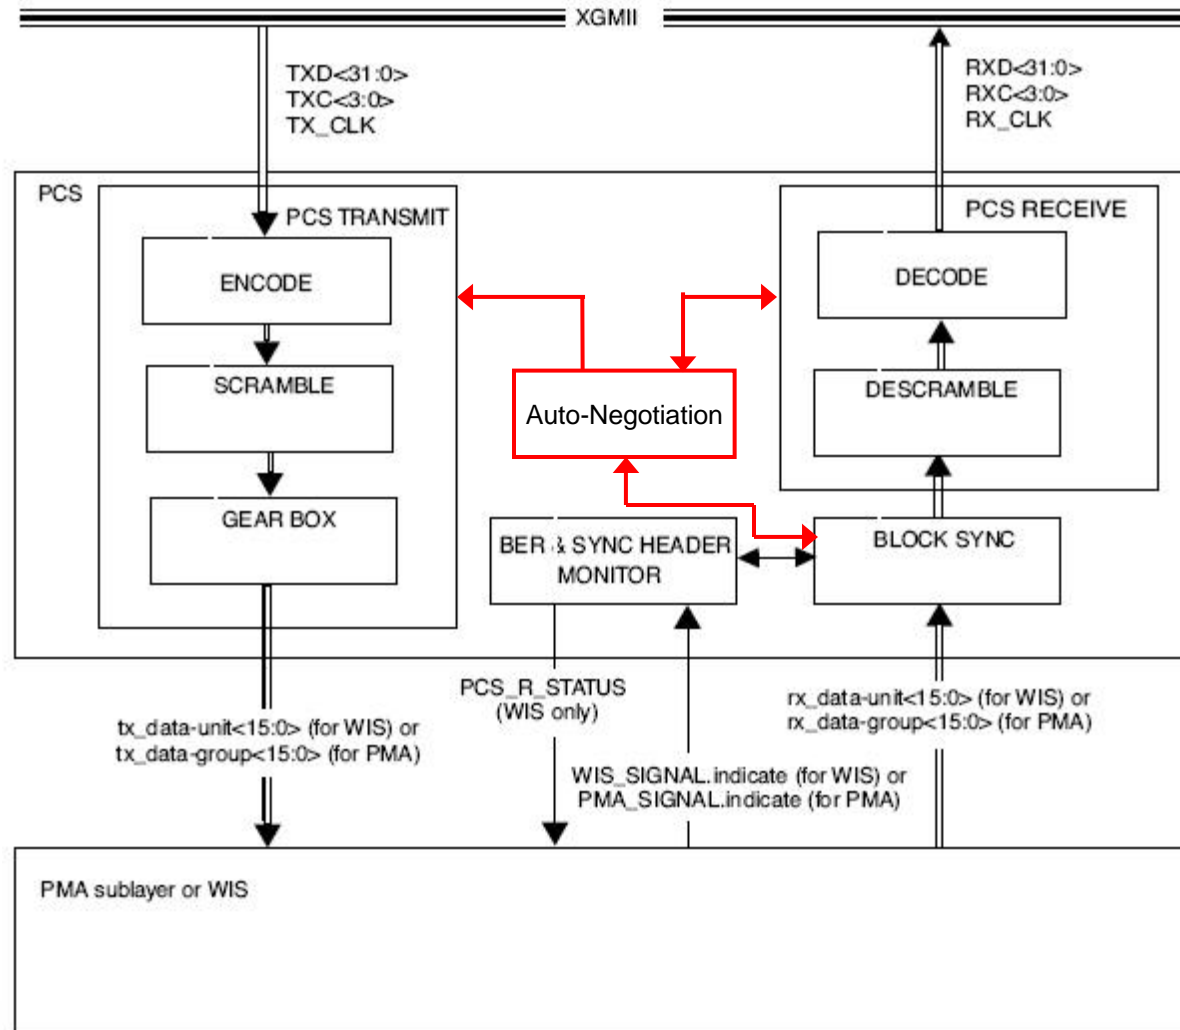 XGMII
TXD<31:0>
TXC<3:0>
TX_CLK
RXD<31:0>
RXC<3:0>
RX_CLK
PCS
PCS TRANSMIT
PCS RECEIVE
ENCODE
DECODE
SCRAMBLE
DESCRAMBLE
Auto-Negotiation
GEAR BOX
BER & SYNC HEADER
MONITOR
BLOCK SYNC
PCS_R_STATUS
(WIS only)
tx_data-unit<15:0> (for WIS) or
tx_data-group<15:0> (for PMA)
rx_data-unit<15:0> (for WIS) or
rx_data-group<15:0> (for PMA)
WIS_SIGNAL.indicate (for WIS) or
PMA_SIGNAL.indicate (for PMA)
PMA sublayer or WIS